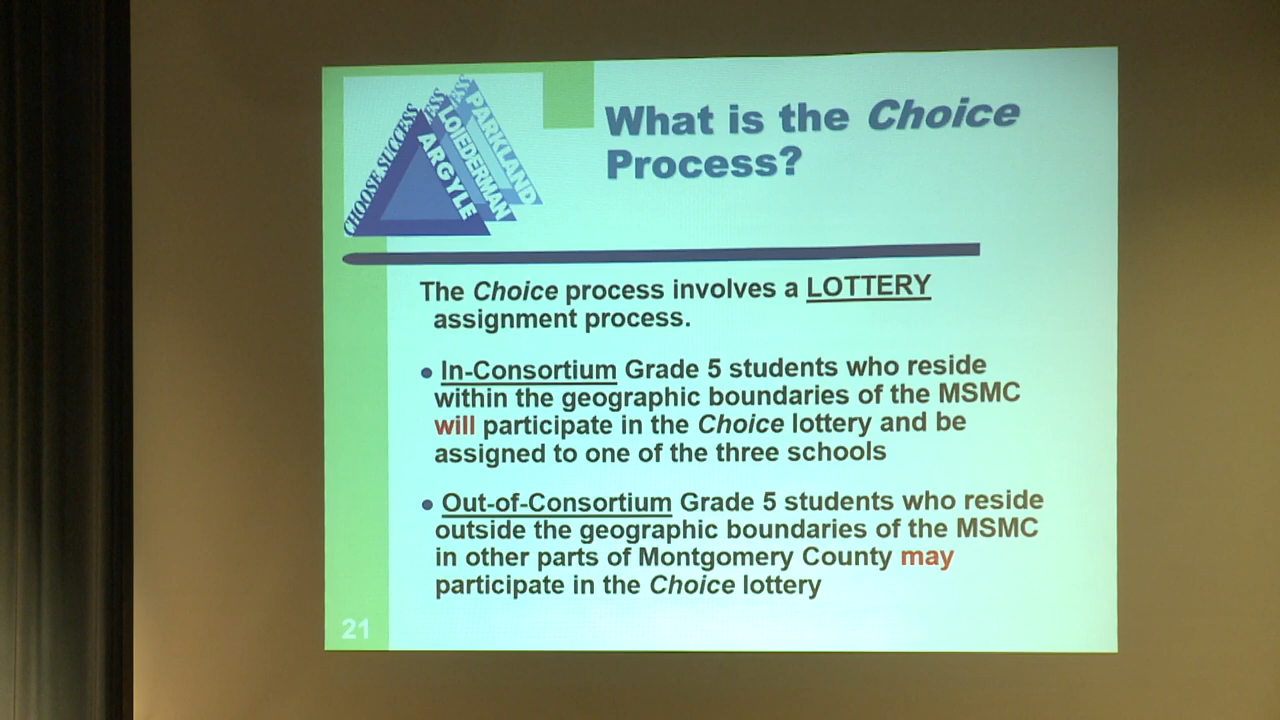 What is the Choice
Process?
CHOOSE SUCCESS
ARGYLE
SS
LOIEDERMAN
SS
PARKLAND
The Choice process involves a LOTTERY
assignment process.
• In-Consortium Grade 5 students who reside
within the geographic boundaries of the MSMC
will participate in the Choice lottery and be
assigned to one of the three schools
• Out-of-Consortium Grade 5 students who reside
outside the geographic boundaries of the MSMC
in other parts of Montgomery County may
participate in the Choice lottery
21